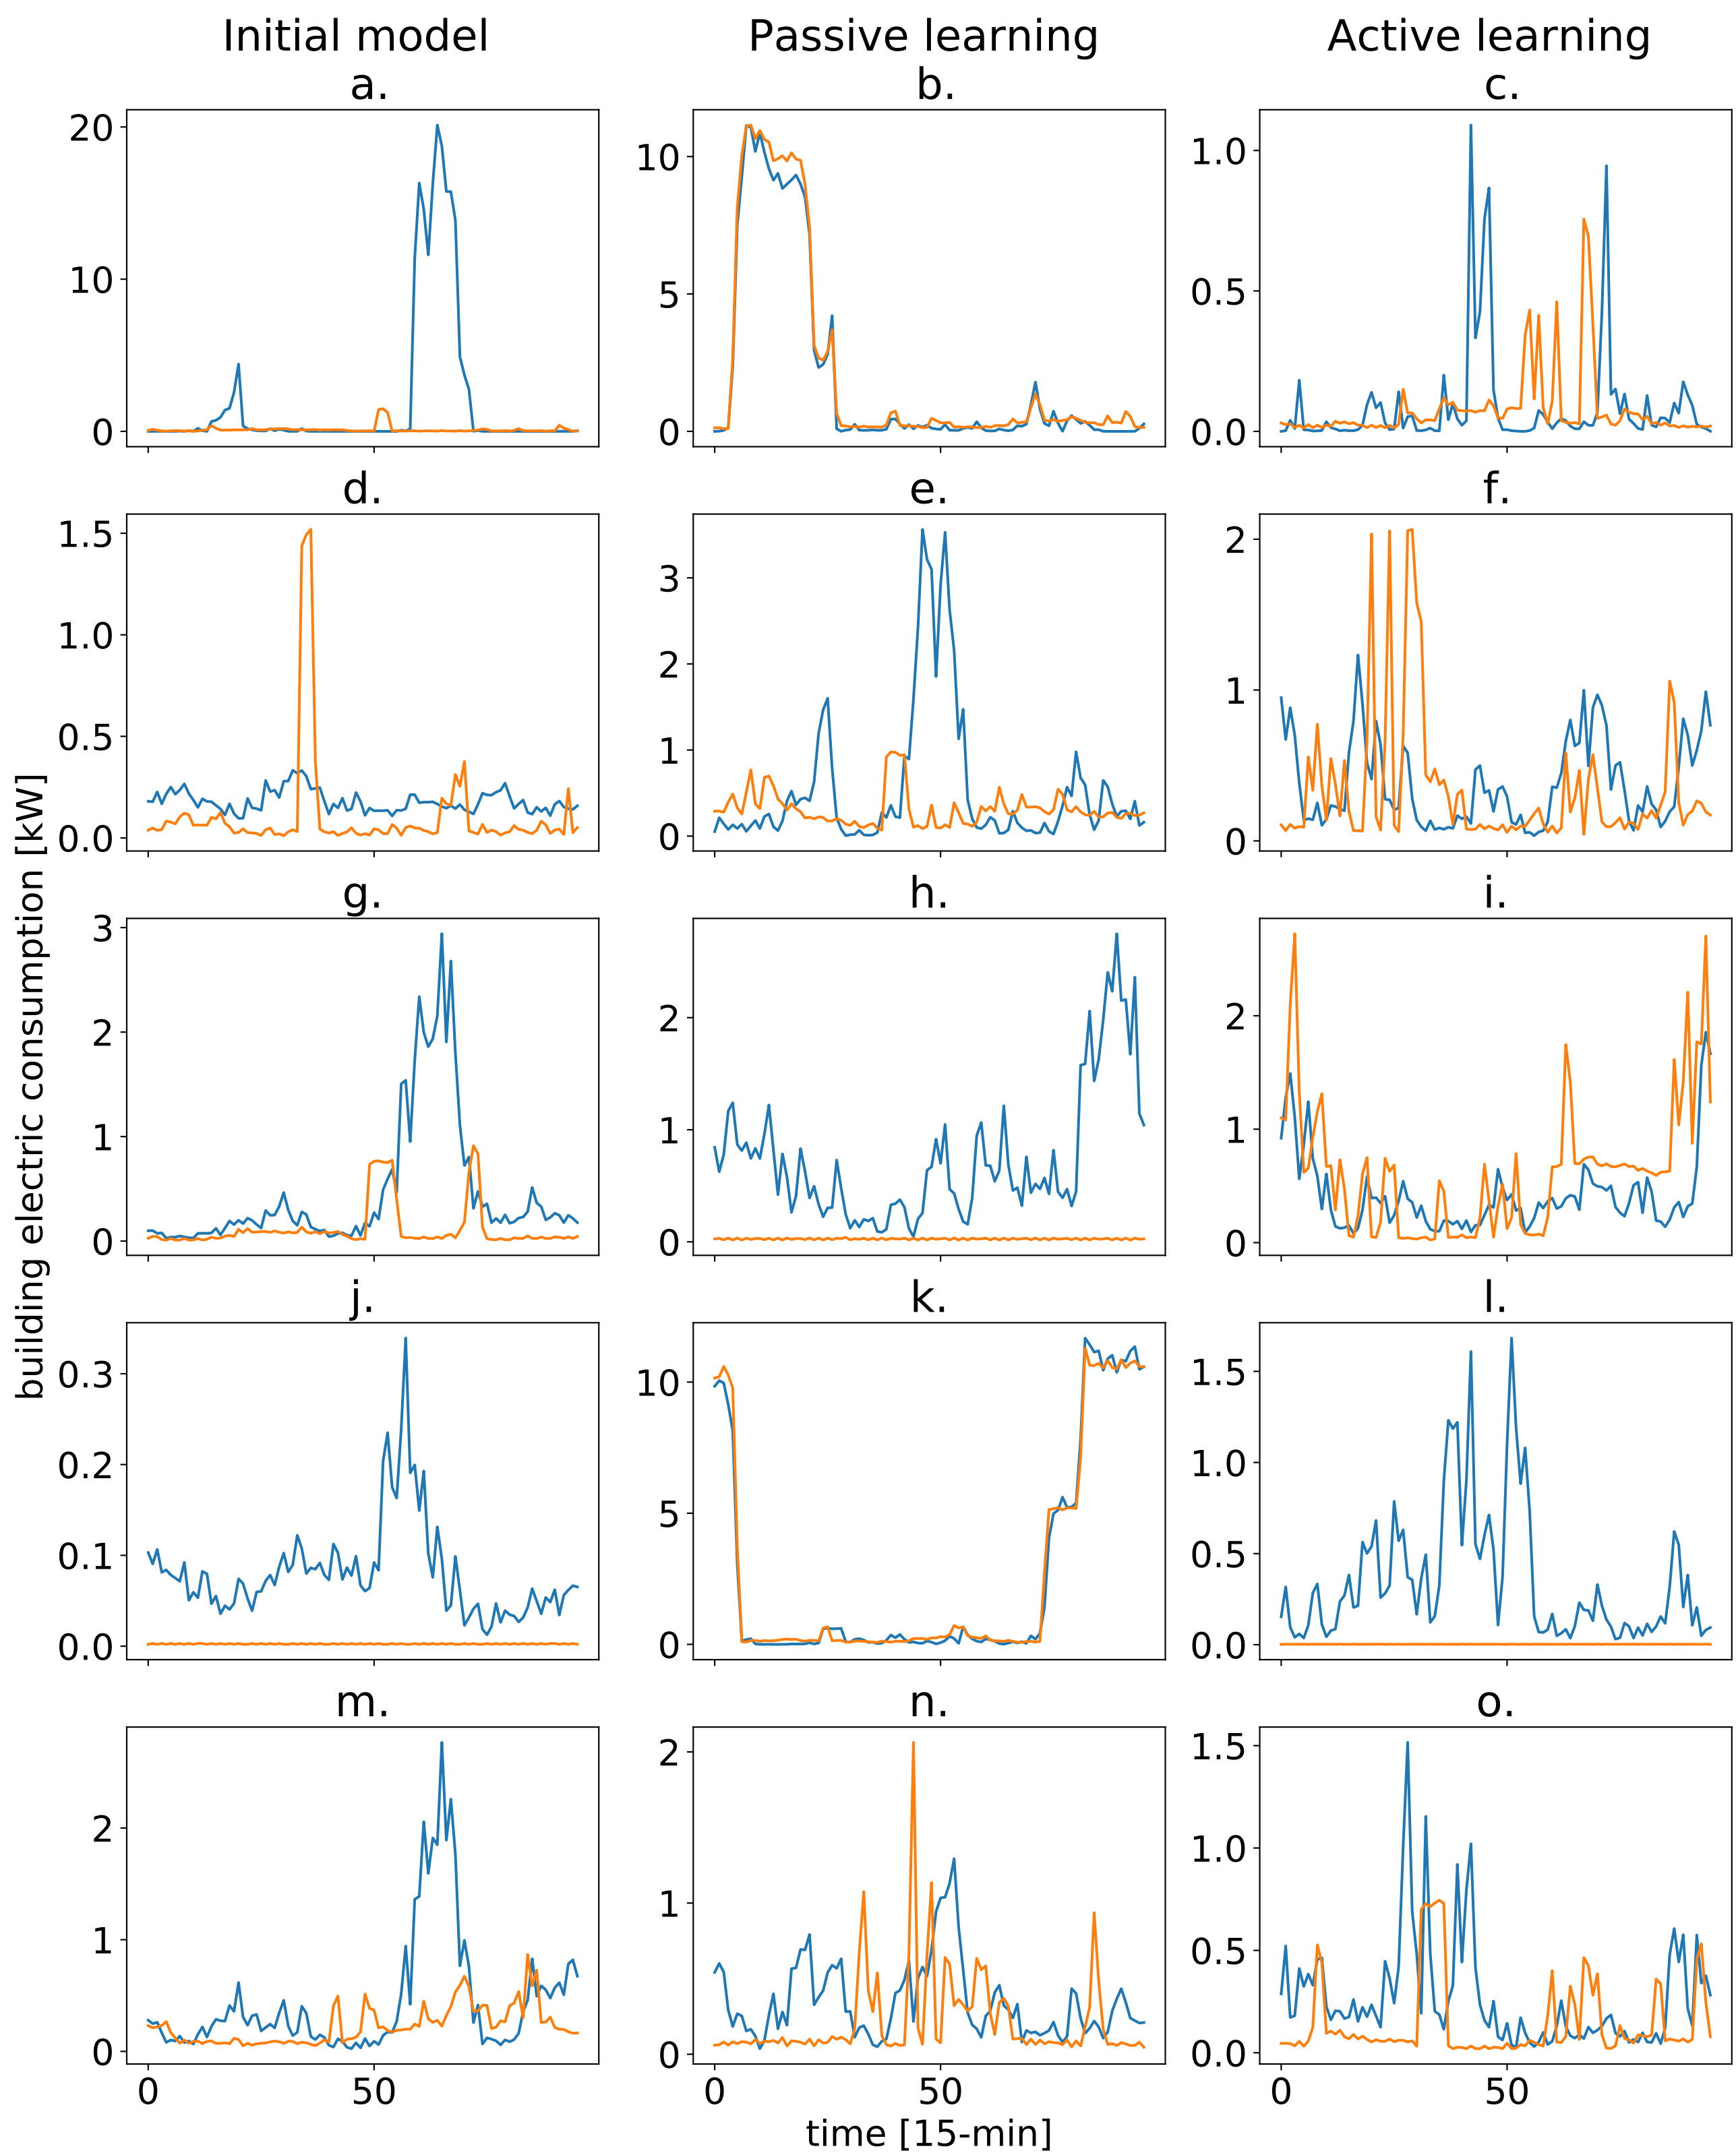 Initial model
Passive learning
Active learning
a.
b.
c.
20
10
0
10
5
0
1.0
0.5
0.0
d.
e.
f.
1.5
1.0
0.5
0.0
3
2
1
0
2
1
0
g.
h.
i.
3
2
1
0
2
1
0
2
1
0
j.
k.
l.
0.3
0.2
0.1
0.0
10
5
0
1.5
1.0
0.5
0.0
m.
n.
o.
2
1
0
2
1
0
1.5
1.0
0.5
0.0
0 50
0 50
0 50
building electric consumption [kW]
time [15-min]